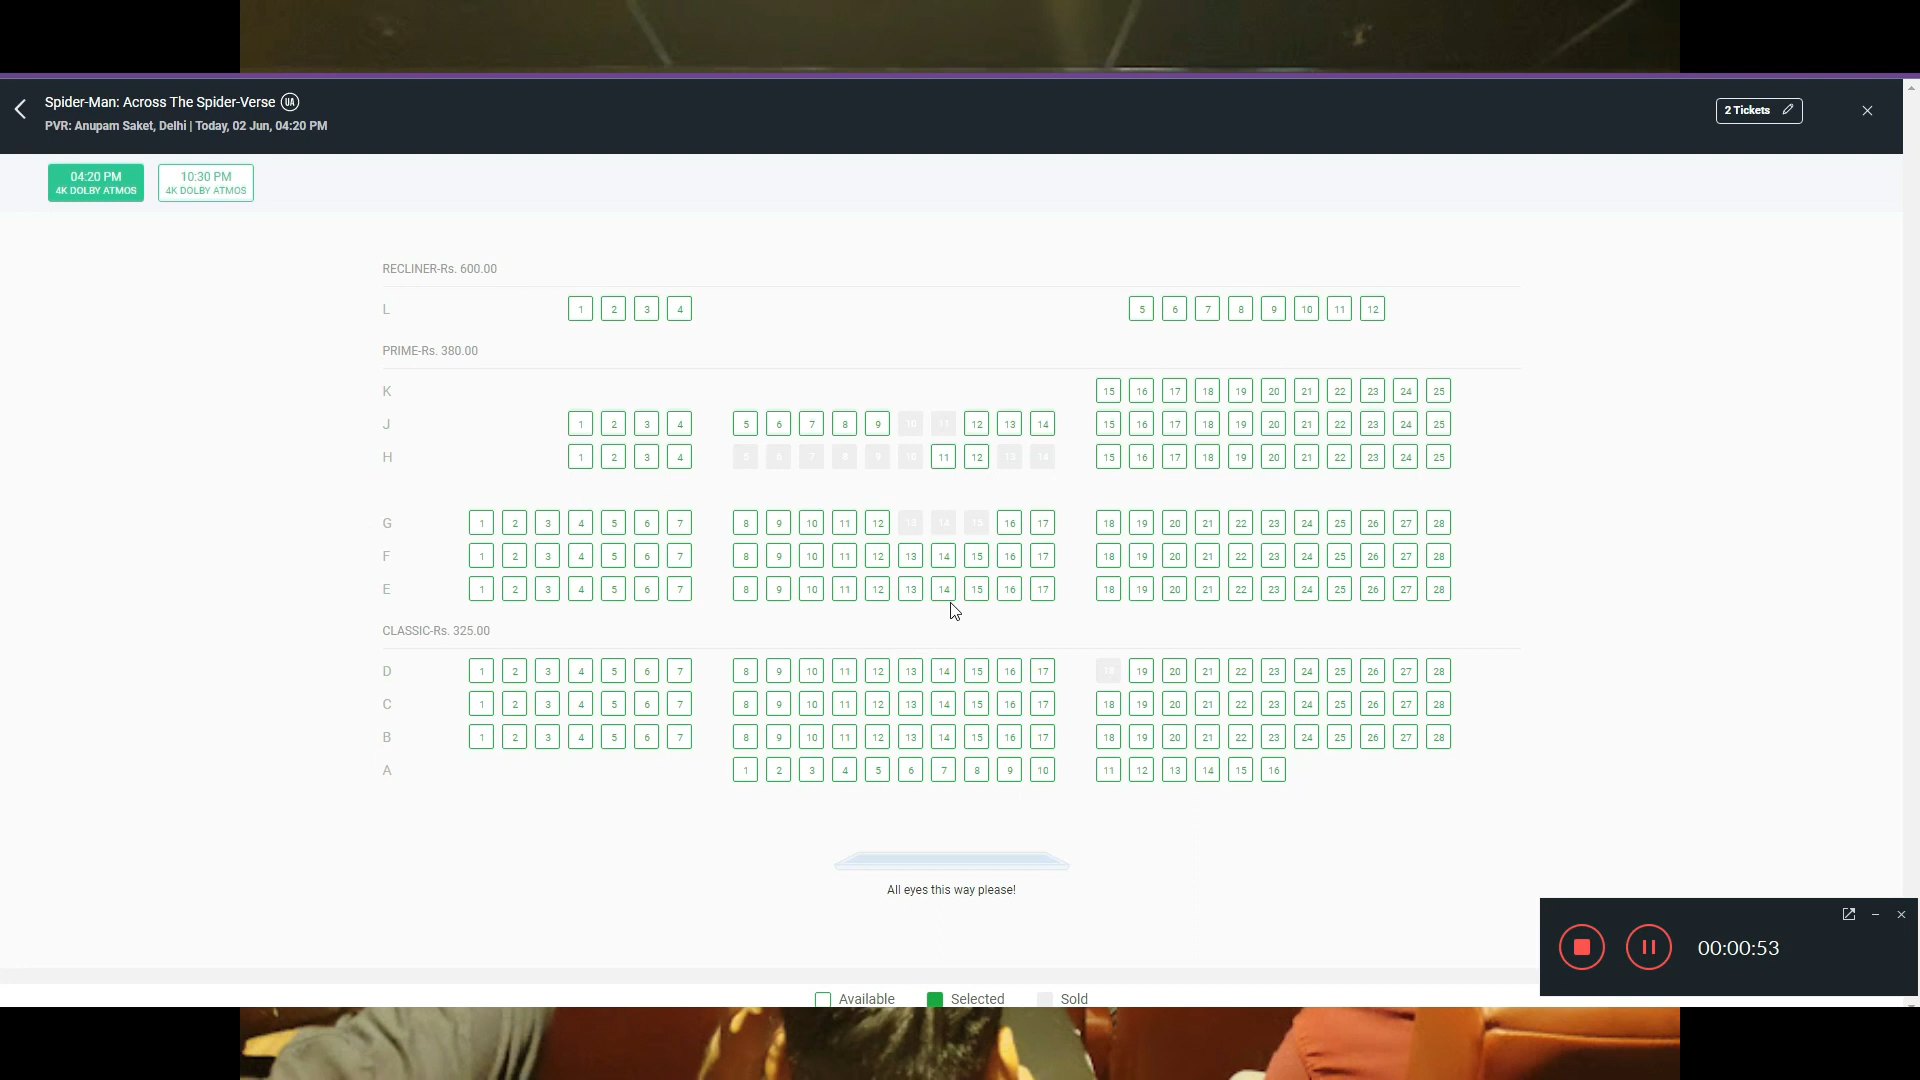 Spider-Man: Across The Spider-Verse UA
PVR: Anupam Saket, Delhi | Today, 02 Jun, 04:20 PM
2 Tickets
04:20 PM 10:30 PM
4K DOLBY ATMOS 4K DOLBY ATMOS
RECLINER-Rs. 600.00
L 1 2 3 4 5 6 7 8 9 10 11 12
PRIME-Rs. 380.00
K 15 16 17 18 19 20 21 22 23 24 25
J 1 2 3 4 5 6 7 8 9 10 11 12 13 14 15 16 17 18 19 20 21 22 23 24 25
H 1 2 3 4 5 6 7 8 9 10 11 12 13 14 15 16 17 18 19 20 21 22 23 24 25
G 1 2 3 4 5 6 7 8 9 10 11 12 13 14 15 16 17 18 19 20 21 22 23 24 25 26 27 28
F 1 2 3 4 5 6 7 8 9 10 11 12 13 14 15 16 17 18 19 20 21 22 23 24 25 26 27 28
E 1 2 3 4 5 6 7 8 9 10 11 12 13 14 15 16 17 18 19 20 21 22 23 24 25 26 27 28
CLASSIC-Rs. 325.00
D 1 2 3 4 5 6 7 8 9 10 11 12 13 14 15 16 17 18 19 20 21 22 23 24 25 26 27 28
C 1 2 3 4 5 6 7 8 9 10 11 12 13 14 15 16 17 18 19 20 21 22 23 24 25 26 27 28
B 1 2 3 4 5 6 7 8 9 10 11 12 13 14 15 16 17 18 19 20 21 22 23 24 25 26 27 28
A 1 2 3 4 5 6 7 8 9 10 11 12 13 14 15 16
All eyes this way please!
00:00:53
Available Selected Sold